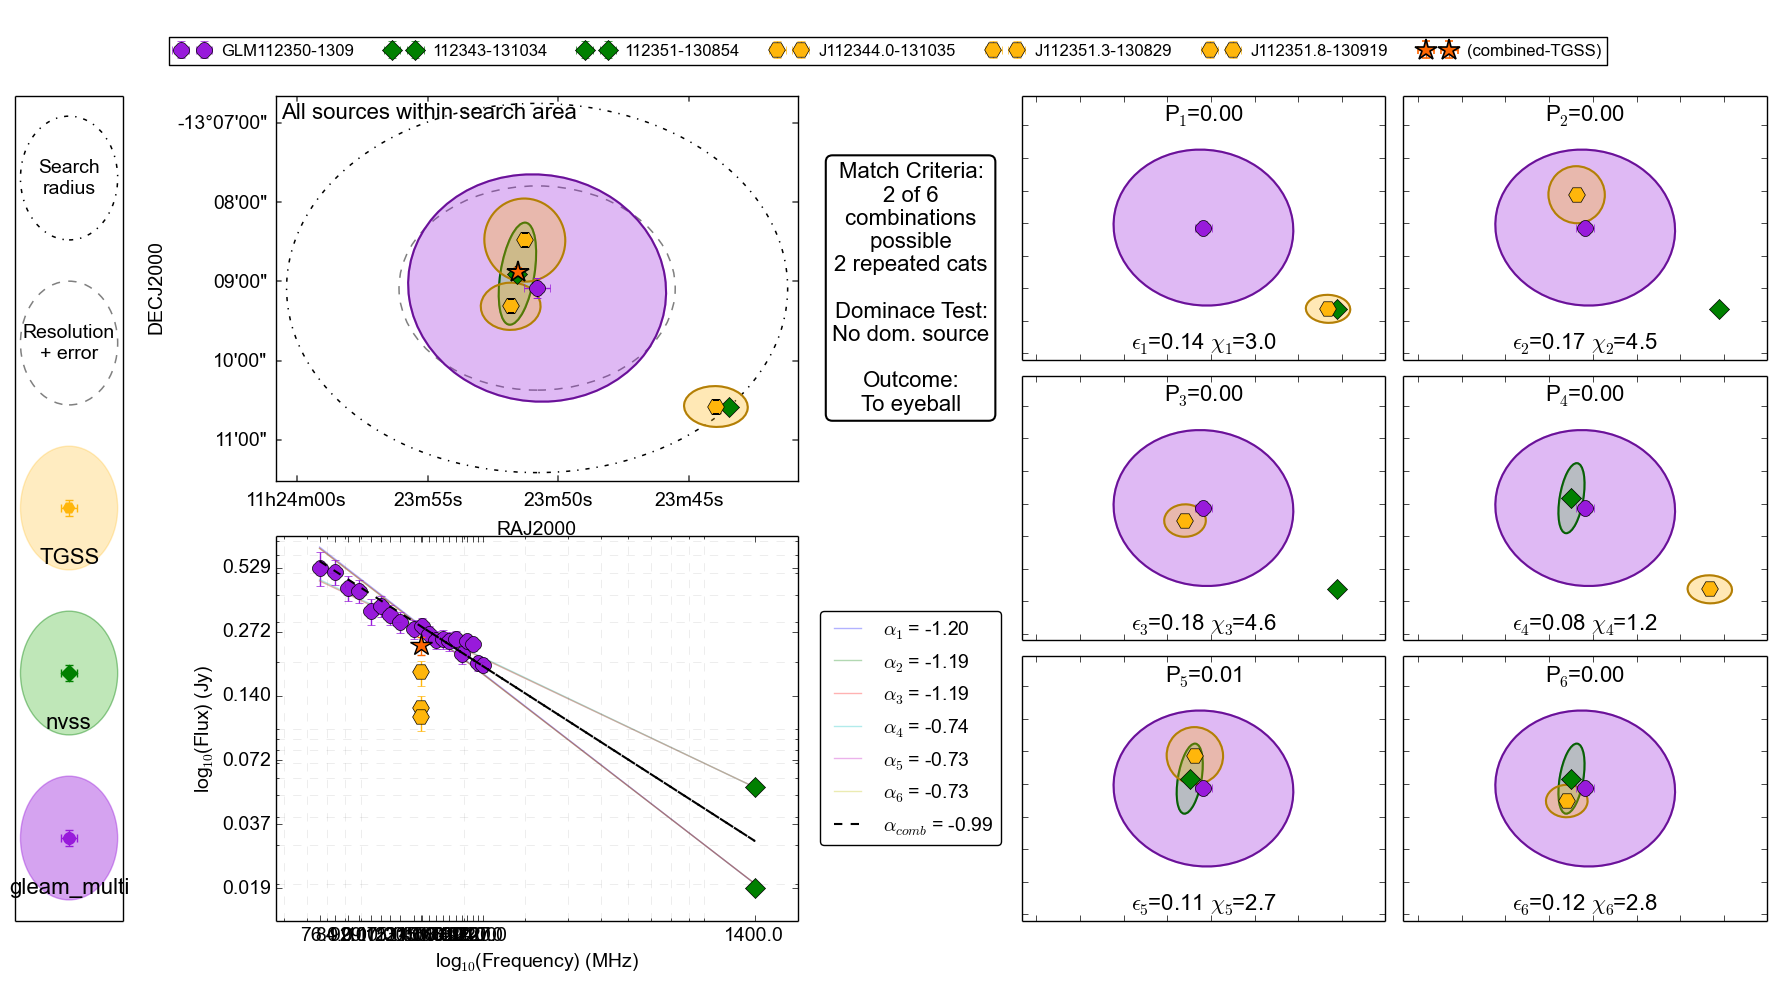 GLM112350-1309 112343-131034 112351-130854 J112344.0-131035 J112351.3-130829 J112351.8-130919 (combined-TGSS)
Search
radius
Resolution
+ error
TGSS
nvss
gleam_multi
All sources within search area
DECJ2000
-13°07'00"
08'00"
09'00"
10'00"
11'00"
11h24m00s 23m55s 23m50s 23m45s
RAJ2000
log10(Flux) (Jy)
0.529
0.272
0.140
0.072
0.037
0.019
1400.0
log10(Frequency) (MHz)
Match Criteria:
2 of 6
combinations
possible
2 repeated cats
Dominace Test:
No dom. source
Outcome:
To eyeball
α1 = -1.20
α2 = -1.19
α3 = -1.19
α4 = -0.74
α5 = -0.73
α6 = -0.73
αcomb = -0.99
P1=0.00
ϵ1=0.14 χ1=3.0
P2=0.00
ϵ2=0.17 χ2=4.5
P3=0.00
ϵ3=0.18 χ3=4.6
P4=0.00
ϵ4=0.08 χ4=1.2
P5=0.01
ϵ5=0.11 χ5=2.7
P6=0.00
ϵ6=0.12 χ6=2.8